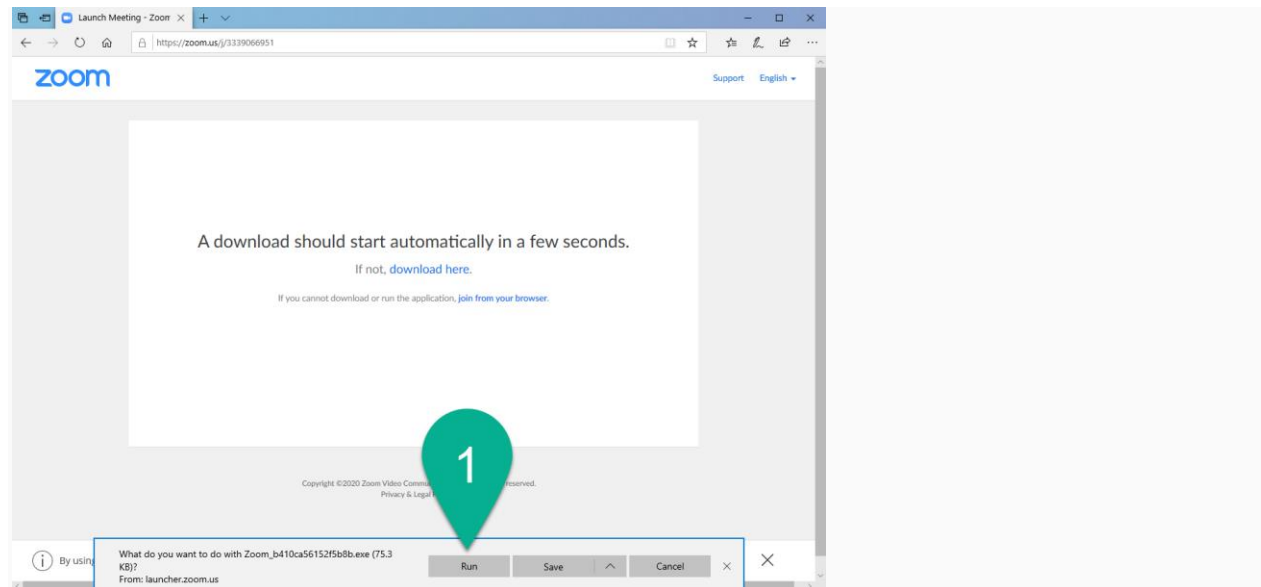 Launch Meeting - Zoom
https://zoom.us/j/3339066951
zoom
Support English
A download should start automatically in a few seconds.
If not, download here.
If you cannot download or run the application, join from your browser.
1
Copyright ©2020 Zoom Video reserved.
Privacy & Legal
By using
What do you want to do with Zoom_b410ca56152f5b8b.exe (75.3
KB)?
From: launcher.zoom.us
Run Save Cancel